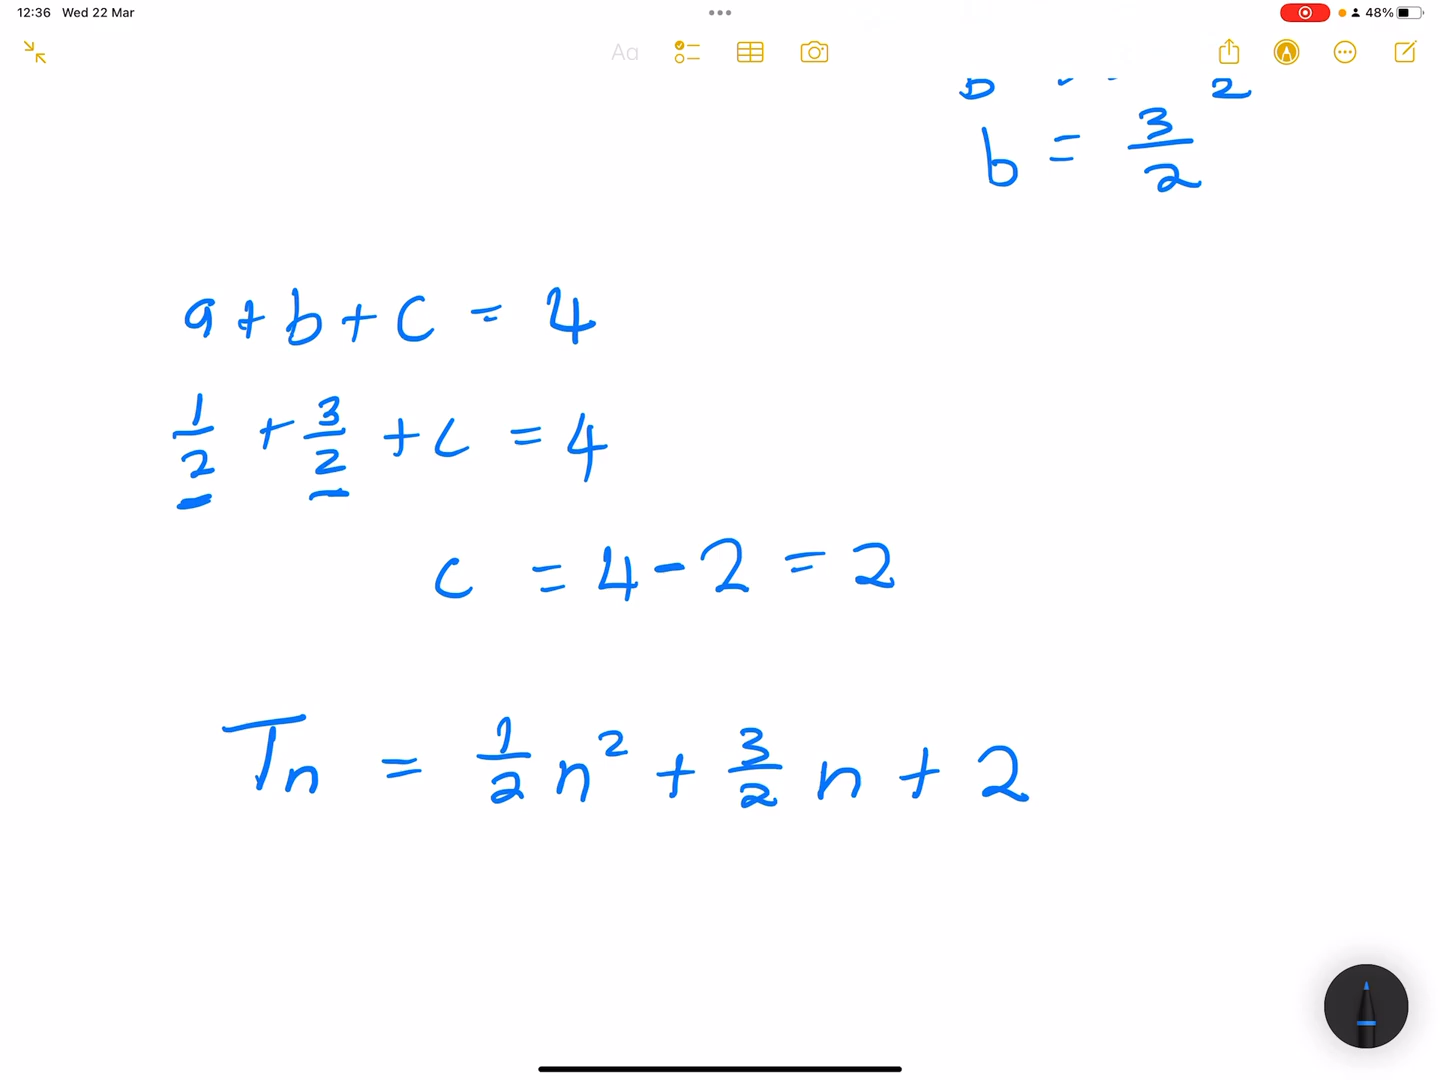 12:36 Wed 22 Mar
48%
Aa
2
b = 3/2
a + b + c = 4
1/2 + 3/2 + c = 4
c = 4 - 2 = 2
Tn = 1/2 n² + 3/2 n + 2